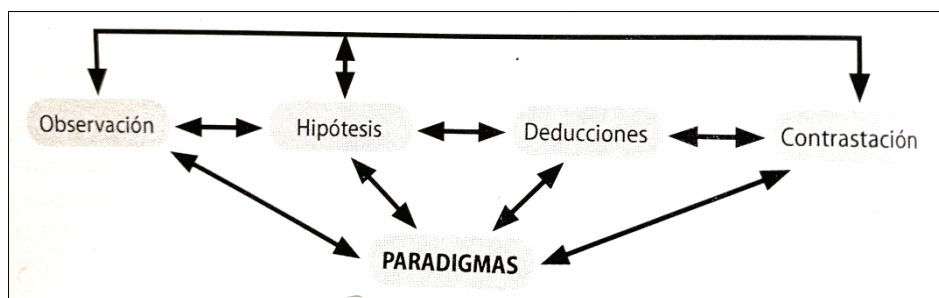 Observación
Hipótesis
Deducciones
Contrastación
PARADIGMAS